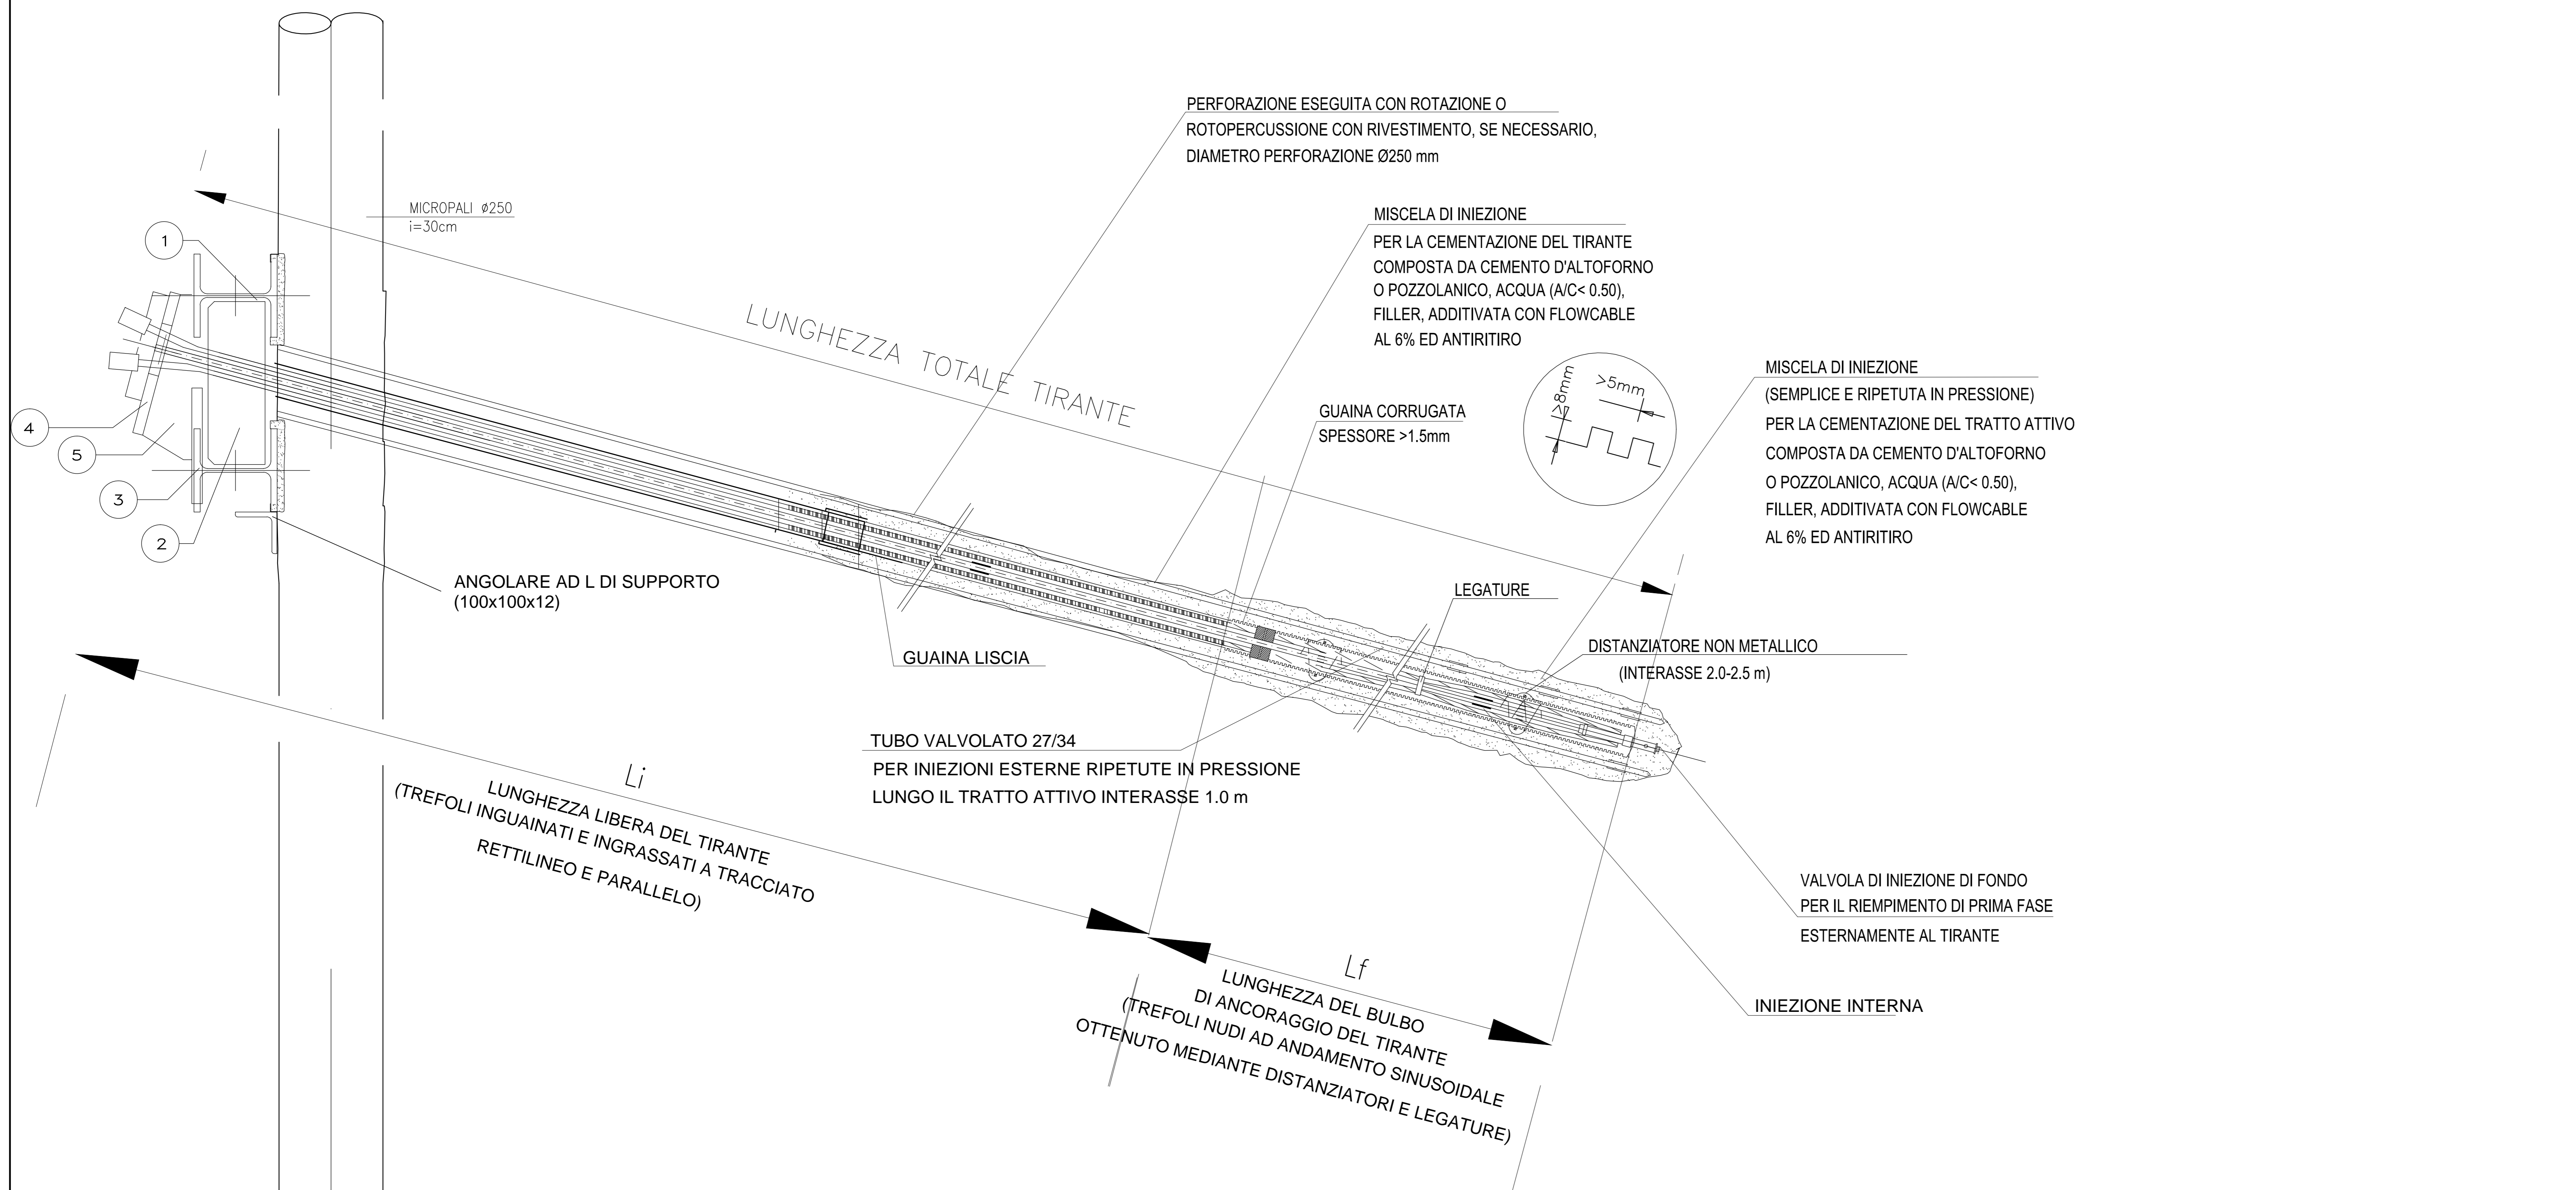 PERFORAZIONE ESEGUITA CON ROTAZIONE O
ROTOPERCUSSIONE CON RIVESTIMENTO, SE NECESSARIO,
DIAMETRO PERFORAZIONE Ø250 mm
MICROPALI ø250
i=30cm
MISCELA DI INIEZIONE
PER LA CEMENTAZIONE DEL TIRANTE
COMPOSTA DA CEMENTO D'ALTOFORNO
O POZZOLANICO, ACQUA (A/C< 0.50),
FILLER, ADDITIVATA CON FLOWCABLE
AL 6% ED ANTIRITIRO
1
LUNGHEZZA TOTALE TIRANTE
>8mm
>5mm
MISCELA DI INIEZIONE
(SEMPLICE E RIPETUTA IN PRESSIONE)
PER LA CEMENTAZIONE DEL TRATTO ATTIVO
COMPOSTA DA CEMENTO D'ALTOFORNO
O POZZOLANICO, ACQUA (A/C< 0.50),
FILLER, ADDITIVATA CON FLOWCABLE
AL 6% ED ANTIRITIRO
GUAINA CORRUGATA
SPESSORE >1.5mm
4
5
3
2
ANGOLARE AD L DI SUPPORTO
(100x100x12)
LEGATURE
GUAINA LISCIA
DISTANZIATORE NON METALLICO
(INTERASSE 2.0-2.5 m)
TUBO VALVOLATO 27/34
PER INIEZIONI ESTERNE RIPETUTE IN PRESSIONE
LUNGO IL TRATTO ATTIVO INTERASSE 1.0 m
Li
LUNGHEZZA LIBERA DEL TIRANTE
(TREFOLI INGUAINATI E INGRASSATI A TRACCIATO
RETTILINEO E PARALLELO)
VALVOLA DI INIEZIONE DI FONDO
PER IL RIEMPIMENTO DI PRIMA FASE
ESTERNAMENTE AL TIRANTE
INIEZIONE INTERNA
Lf
LUNGHEZZA DEL BULBO
DI ANCORAGGIO DEL TIRANTE
(TREFOLI NUDI AD ANDAMENTO SINUSOIDALE
OTTENUTO MEDIANTE DISTANZIATORI E LEGATURE)